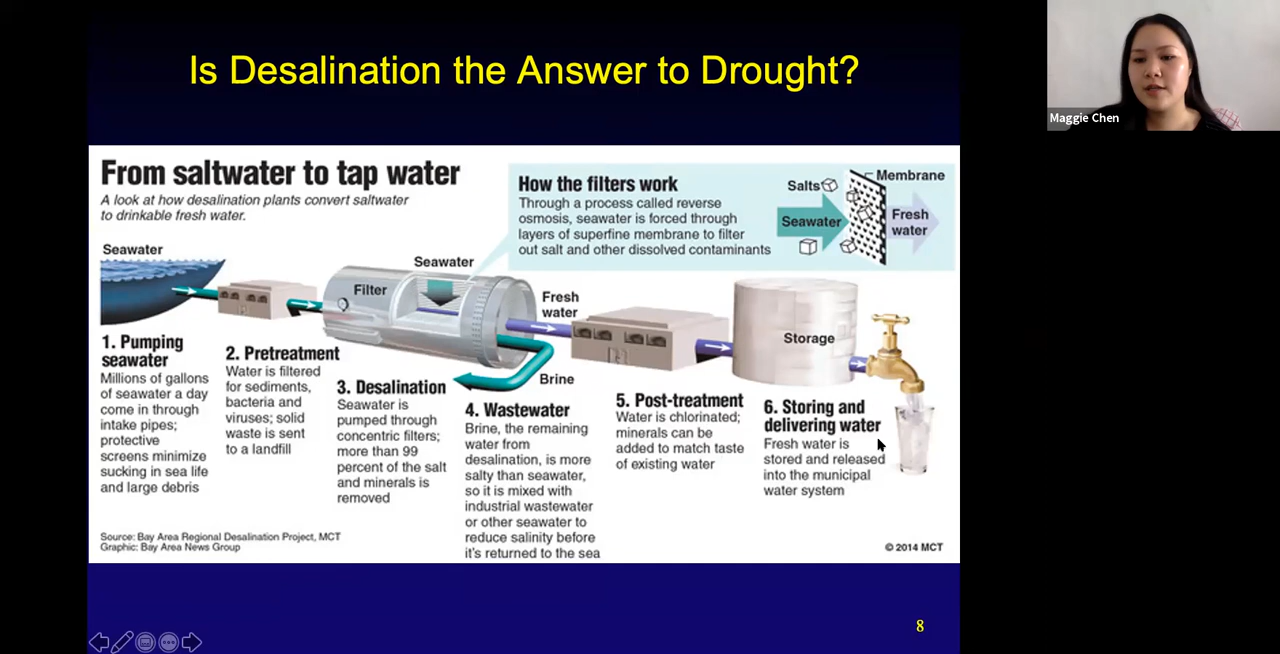 Is Desalination the Answer to Drought?
Maggie Chen
From saltwater to tap water
A look at how desalination plants convert saltwater
to drinkable fresh water.
How the filters work
Through a process called reverse
osmosis, seawater is forced through
layers of superfine membrane to filter
out salt and other dissolved contaminants
Salts
Membrane
Seawater
Fresh
water
Seawater
Filter
Seawater
Fresh
water
Brine
Storage
1. Pumping
seawater
Millions of gallons
of seawater a day
come in through
intake pipes;
protective
screens minimize
sucking in sea life
and large debris
2. Pretreatment
Water is filtered
for sediments,
bacteria and
viruses; solid
waste is sent
to a landfill
3. Desalination
Seawater is
pumped through
concentric filters;
more than 99
percent of the salt
and minerals is
removed
4. Wastewater
Brine, the remaining
water from
desalination, is more
salty than seawater,
so it is mixed with
industrial wastewater
or other seawater to
reduce salinity before
it's returned to the sea
5. Post-treatment
Water is chlorinated;
minerals can be
added to match taste
of existing water
6. Storing and
delivering water
Fresh water is
stored and released
into the municipal
water system
Source: Bay Area Regional Desalination Project, MCT
Graphic: Bay Area News Group
© 2014 MCT
8